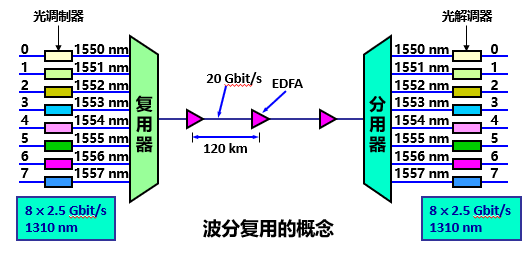 光调制器
光解调器
0 1550 nm
1 1551 nm
2 1552 nm
3 1553 nm
4 1554 nm
5 1555 nm
6 1556 nm
7 1557 nm
8 x 2.5 Gbit/s
1310 nm
复用器
20 Gbit/s
EDFA
120 km
分用器
1550 nm 0
1551 nm 1
1552 nm 2
1553 nm 3
1554 nm 4
1555 nm 5
1556 nm 6
1557 nm 7
8 x 2.5 Gbit/s
1310 nm
波分复用的概念